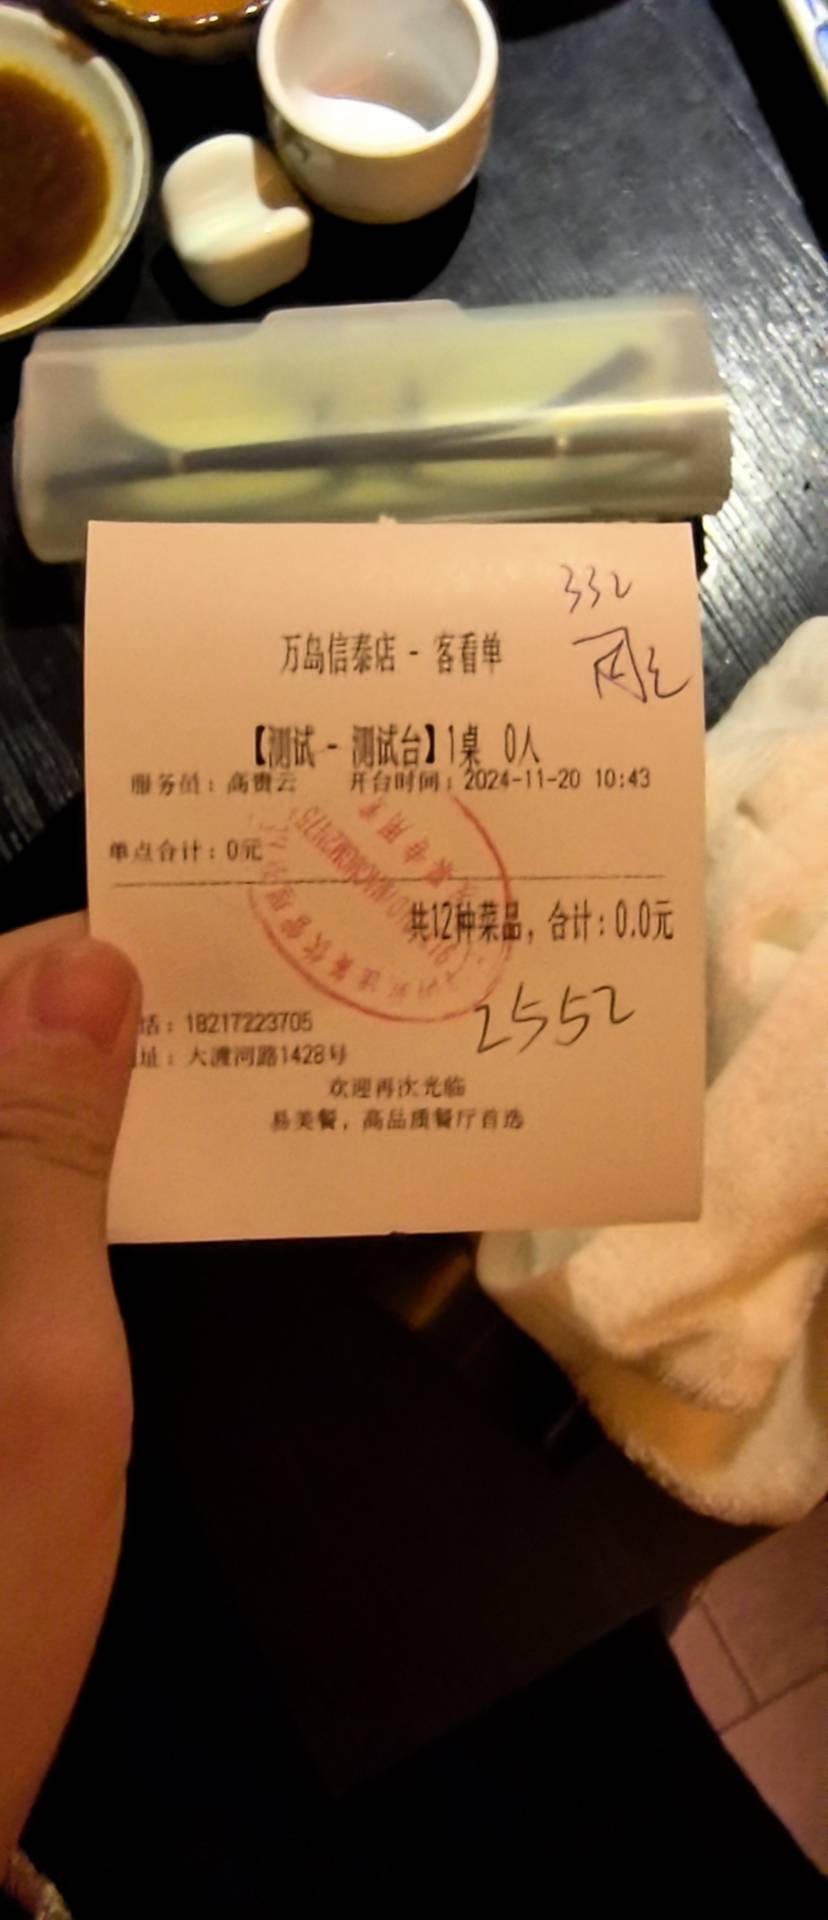 332
万岛信泰店 - 客看单
【测试 - 测试台】1桌 0人
服务员：高贵云 开台时间：2024-11-20 10:43
单点合计：0元
共12种菜品，合计：0.0元
2552
话：18217223705
址：大渡河路1428号
欢迎再次光临
易美餐，高品质餐厅首选